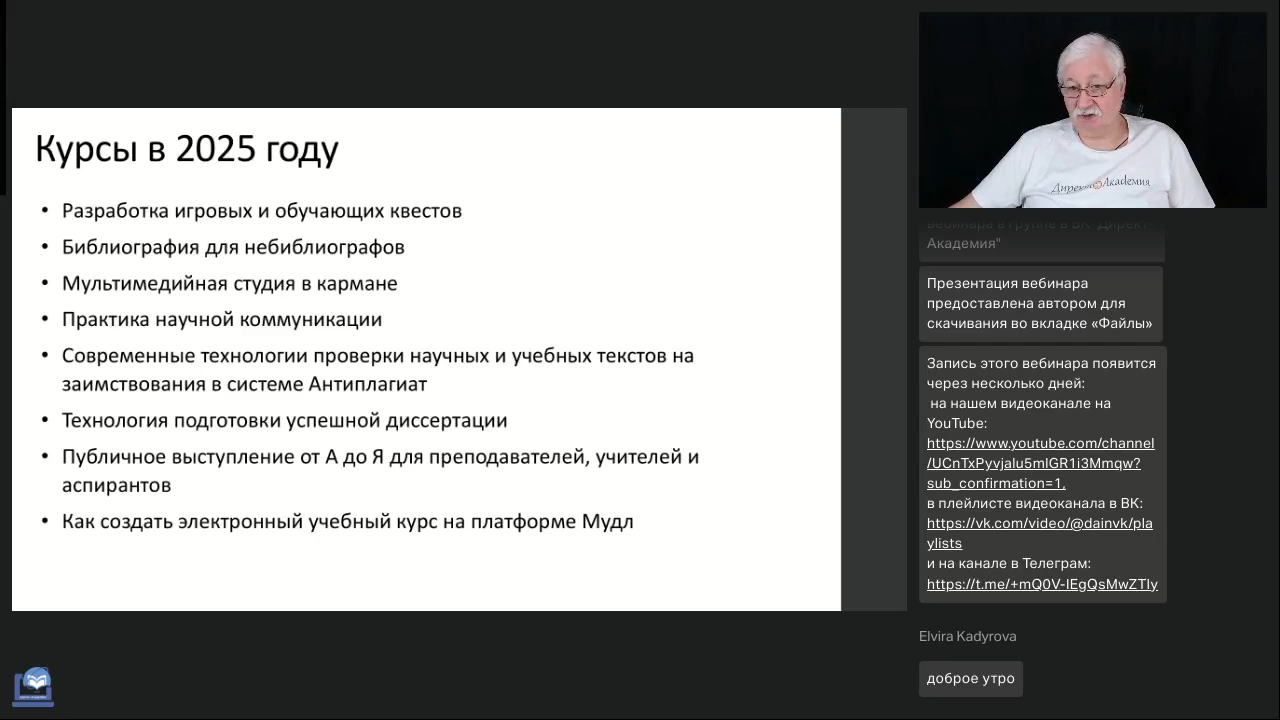 Курсы в 2025 году
• Разработка игровых и обучающих квестов
• Библиография для небиблиографов
• Мультимедийная студия в кармане
• Практика научной коммуникации
• Современные технологии проверки научных и учебных текстов на
заимствования в системе Антиплагиат
• Технология подготовки успешной диссертации
• Публичное выступление от А до Я для преподавателей, учителей и
аспирантов
• Как создать электронный учебный курс на платформе Мудл
Директ Академия
вебинара в группе в ВК "Директ-
Академия"
Презентация вебинара
предоставлена автором для
скачивания во вкладке «Файлы»
Запись этого вебинара появится
через несколько дней:
на нашем видеоканале на
YouTube:
https://www.youtube.com/channel
/UCnTxPyvjalu5mlGR1i3Mmqw?
sub_confirmation=1,
в плейлисте видеоканала в ВК:
https://vk.com/video/@dainvk/pla
ylists
и на канале в Телеграм:
https://t.me/+mQ0V-IEgQsMwZTIy
Elvira Kadyrova
доброе утро